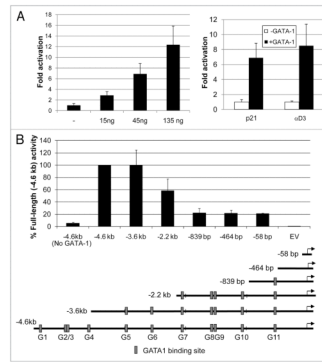 A
Fold activation
18
16
14
12
10
8
6
4
2
0
-
15ng
45ng
135 ng
Fold activation
12
10
8
6
4
2
0
-GATA-1
+GATA-1
p21
αD3
B
% Full-length (-4.6 kb) activity
140
120
100
80
60
40
20
0
-4.6kb (No GATA-1)
-4.6 kb
-3.6 kb
-2.2 kb
-839 bp
-464 bp
-58 bp
EV
-58 bp
-464 bp
-839 bp
-2.2 kb
-3.6kb
-4.6kb
G1 G2/3 G4 G5 G6 G7 G8G9 G10 G11
GATA1 binding site